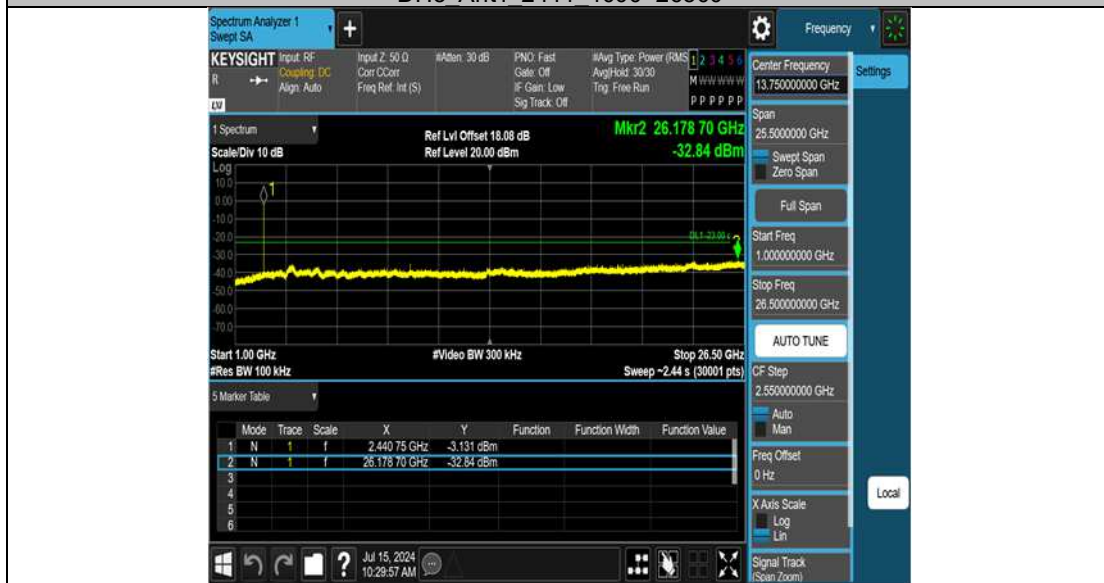 Spectrum Analyzer 1
Swept SA
+
Frequency
KEYSIGHT
R
LXI
Input: RF
Coupling: DC
Align: Auto
Input Z: 50 Ω
Corr CCorr
Freq Ref: Int (S)
#Atten: 30 dB
PNO: Fast
Gate: Off
IF Gain: Low
Sig Track: Off
#Avg Type: Power (RMS
Avg|Hold: 30/30
Trig: Free Run
1 2 3 4 5 6
M W W W W W
P P P P P P
1 Spectrum
Scale/Div 10 dB
Ref Lvl Offset 18.08 dB
Ref Level 20.00 dBm
Mkr2 26.178 70 GHz
-32.84 dBm
Log
10.0
0.00
-10.0
-20.0
-30.0
-40.0
-50.0
-60.0
-70.0
1
2
Start 1.00 GHz
#Res BW 100 kHz
#Video BW 300 kHz
Stop 26.50 GHz
Sweep ~2.44 s (30001 pts)
5 Marker Table
Mode Trace Scale X Y Function Function Width Function Value
1 N 1 f 2.440 75 GHz -3.131 dBm
2 N 1 f 26.178 70 GHz -32.84 dBm
3
4
5
6
Jul 15, 2024
10:29:57 AM
Center Frequency
13.750000000 GHz
Span
25.5000000 GHz
Swept Span
Zero Span
Full Span
Start Freq
1.000000000 GHz
Stop Freq
26.500000000 GHz
AUTO TUNE
CF Step
2.550000000 GHz
Auto
Man
Freq Offset
0 Hz
X Axis Scale
Log
Lin
Signal Track
(Span Zoom)
Settings
Local